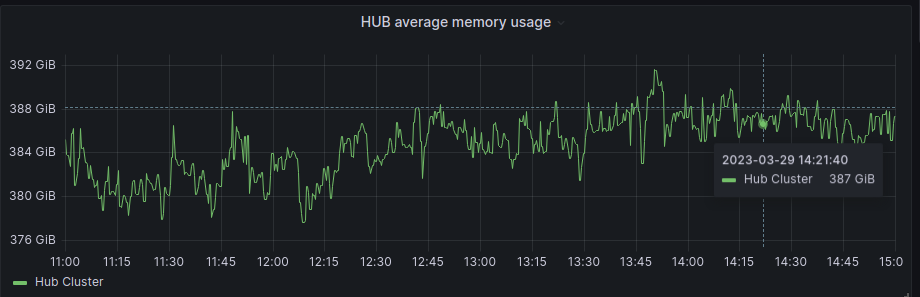 HUB average memory usage
392 GiB
388 GiB
384 GiB
380 GiB
376 GiB
2023-03-29 14:21:40
Hub Cluster 387 GiB
11:00 11:15 11:30 11:45 12:00 12:15 12:30 12:45 13:00 13:15 13:30 13:45 14:00 14:15 14:30 14:45 15:0
Hub Cluster